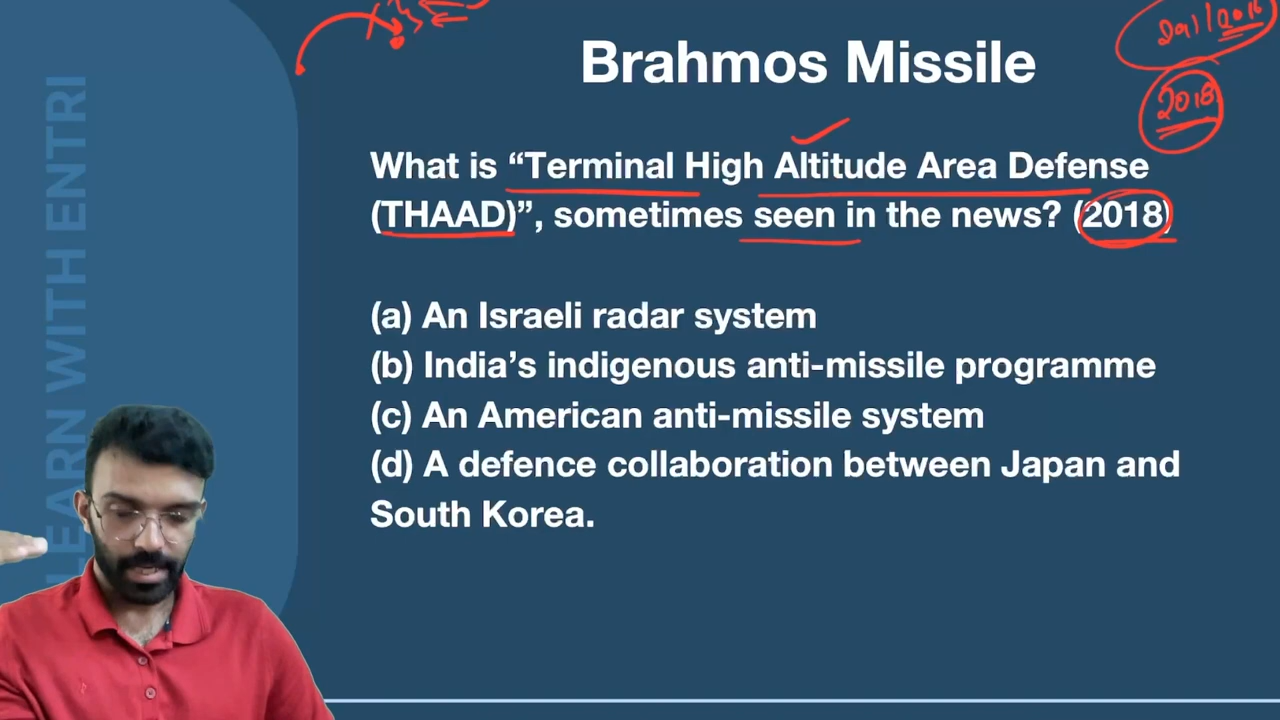 Brahmos Missile
2018
What is “Terminal High Altitude Area Defense
(THAAD)”, sometimes seen in the news? (2018)
(a) An Israeli radar system
(b) India’s indigenous anti-missile programme
(c) An American anti-missile system
(d) A defence collaboration between Japan and
South Korea.
LEARN WITH ENTRI